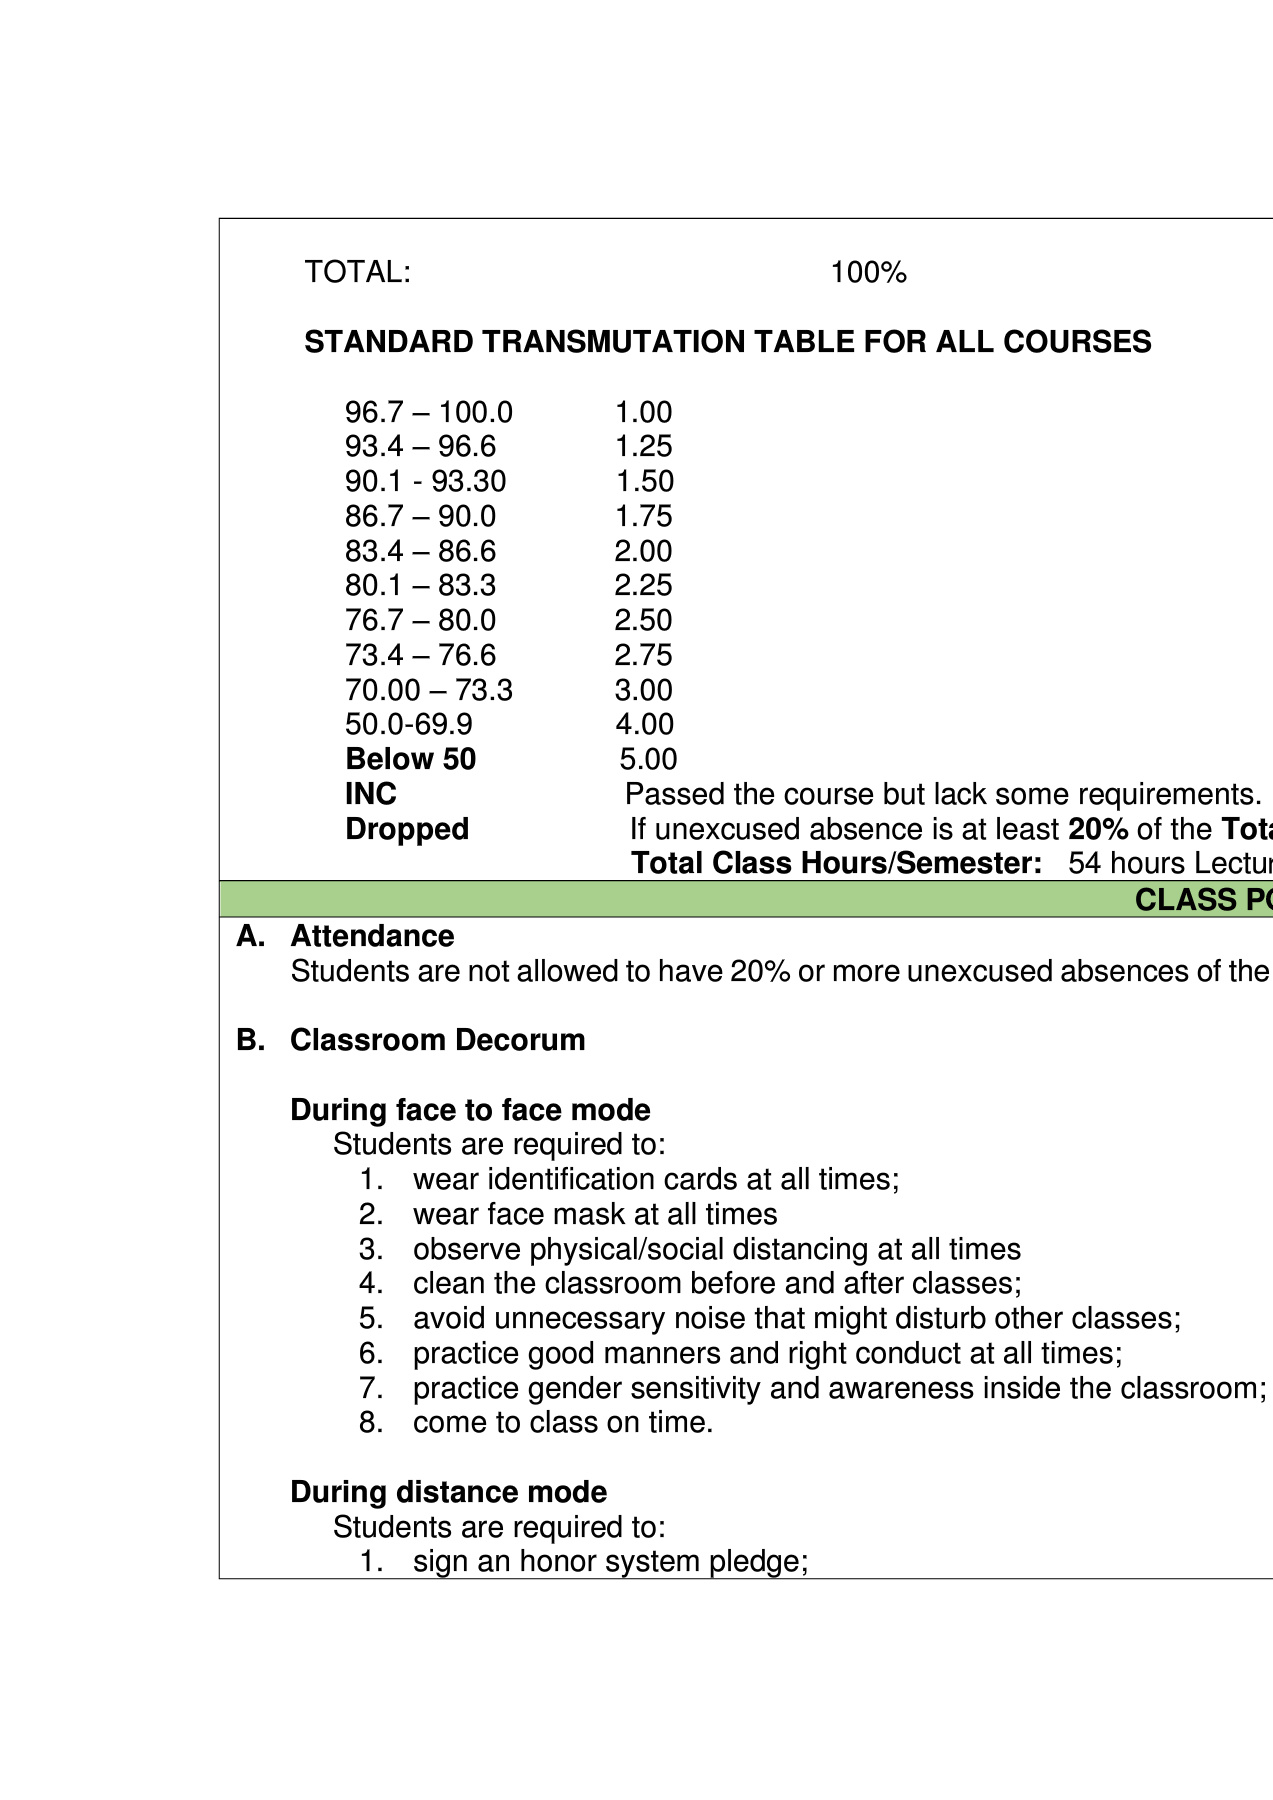 TOTAL: 100%
STANDARD TRANSMUTATION TABLE FOR ALL COURSES
96.7 – 100.0 1.00
93.4 – 96.6 1.25
90.1 - 93.30 1.50
86.7 – 90.0 1.75
83.4 – 86.6 2.00
80.1 – 83.3 2.25
76.7 – 80.0 2.50
73.4 – 76.6 2.75
70.00 – 73.3 3.00
50.0-69.9 4.00
Below 50 5.00
INC Passed the course but lack some requirements.
Dropped If unexcused absence is at least 20% of the
Total Class Hours/Semester: 54 hours
CLASS
A. Attendance
Students are not allowed to have 20% or more unexcused absences of the
B. Classroom Decorum
During face to face mode
Students are required to:
1. wear identification cards at all times;
2. wear face mask at all times
3. observe physical/social distancing at all times
4. clean the classroom before and after classes;
5. avoid unnecessary noise that might disturb other classes;
6. practice good manners and right conduct at all times;
7. practice gender sensitivity and awareness inside the classroom;
8. come to class on time.
During distance mode
Students are required to:
1. sign an honor system pledge;